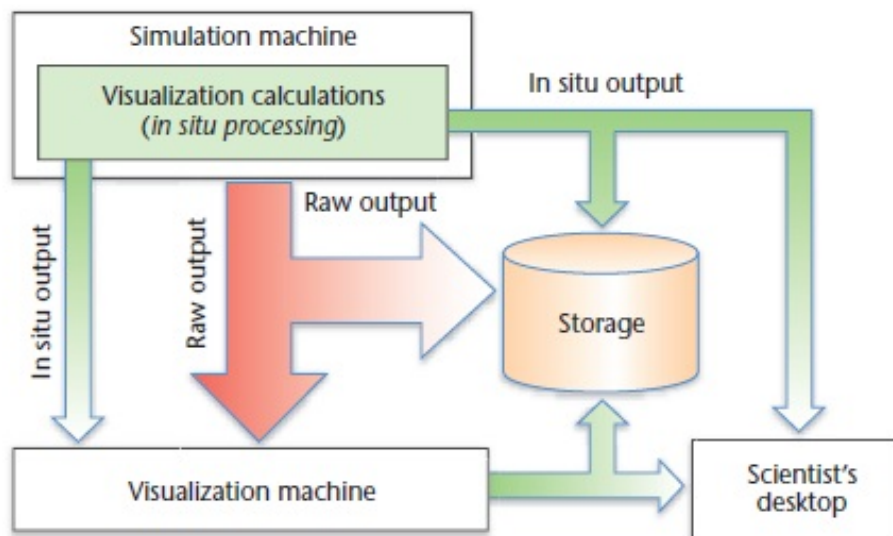 Simulation machine
Visualization calculations
(in situ processing)
In situ output
Raw output
Raw output
In situ output
Storage
Visualization machine
Scientist's
desktop